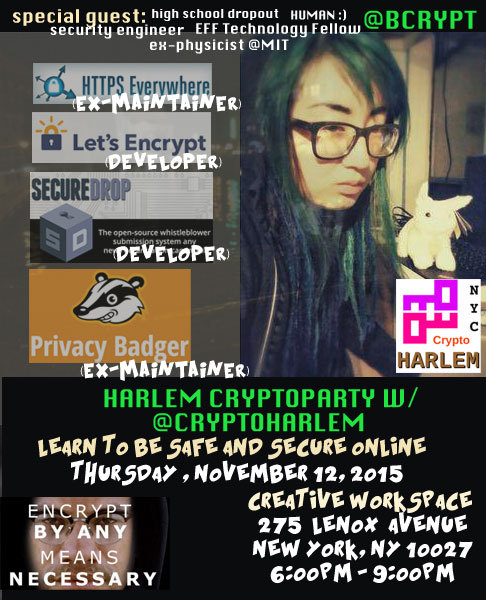 special guest: high school dropout HUMAN :) @BCRYPT
security engineer EFF Technology Fellow
ex-physicist @MIT
HTTPS Everywhere
(EX-MAINTAINER)
Let's Encrypt
(DEVELOPER)
SECUREDROP
SD
The open-source whistleblower
submission system any
(DEVELOPER)
Privacy Badger
(EX-MAINTAINER)
NYC
Crypto
HARLEM
HARLEM CRYPTOPARTY W/
@CRYPTOHARLEM
LEARN TO BE SAFE AND SECURE ONLINE
THURSDAY, NOVEMBER 12, 2015
ENCRYPT
BY ANY
MEANS
NECESSARY
CREATIVE WORKSPACE
275 LENOX AVENUE
NEW YORK, NY 10027
6:00PM - 9:00PM